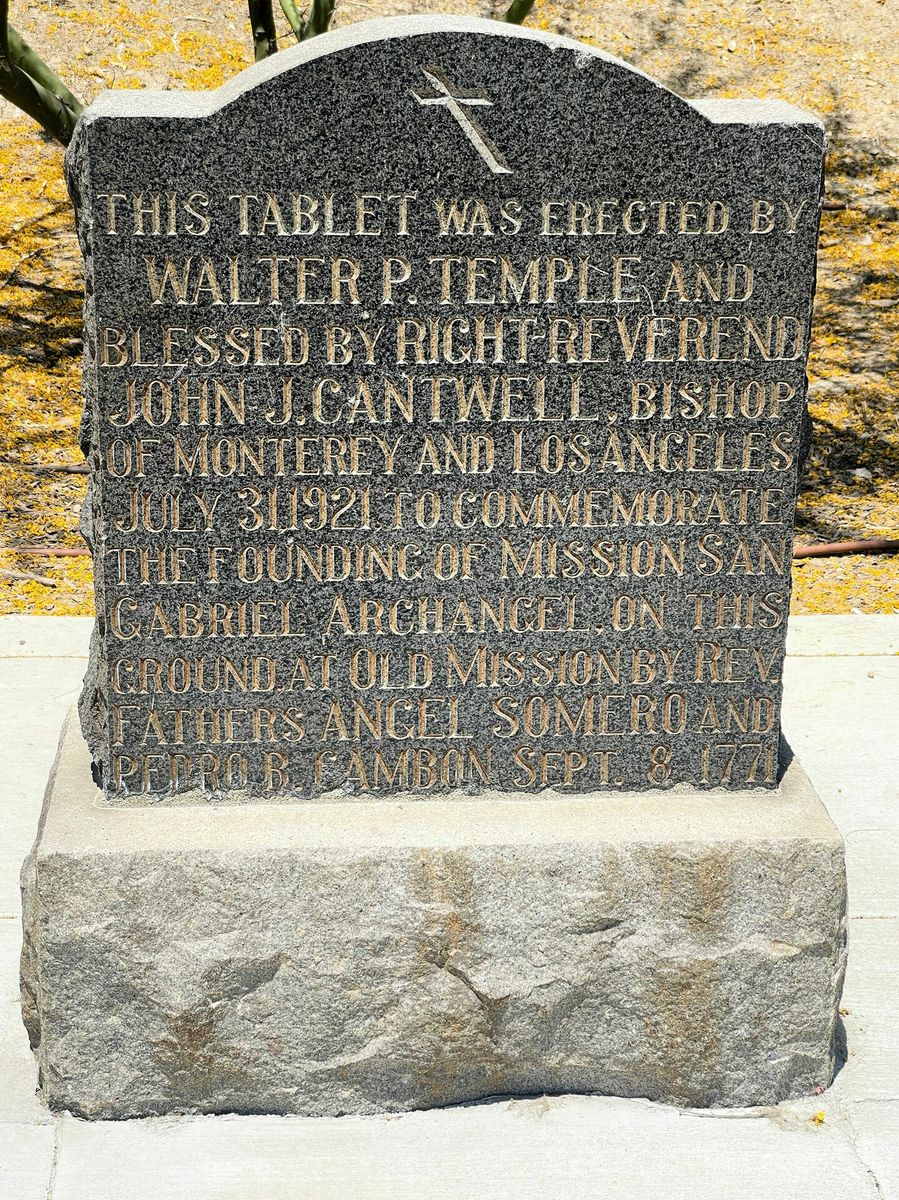 THIS TABLET WAS ERECTED BY
WALTER P. TEMPLE AND
BLESSED BY RIGHT-REVEREND
JOHN J. CANTWELL, BISHOP
OF MONTEREY AND LOS ANGELES
JULY 31, 1921, TO COMMEMORATE
THE FOUNDING OF MISSION SAN
GABRIEL ARCHANGEL, ON THIS
GROUND, AT OLD MISSION BY REV.
FATHERS ANGEL SOMERO AND
PEDRO B. CAMBON SEPT. 8, 1771